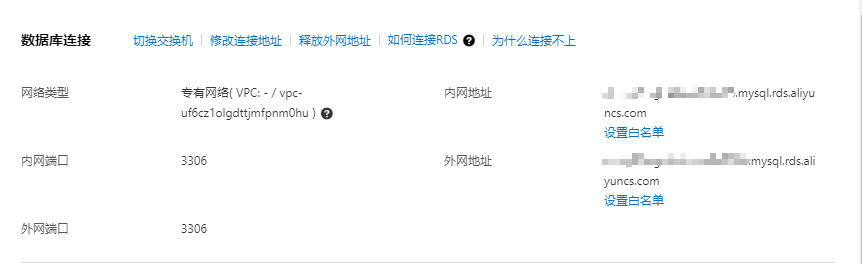 数据库连接 切换交换机 修改连接地址 释放外网地址 如何连接RDS 为什么连接不上
网络类型 专有网络( VPC: - / vpc-
uf6cz1olgdttjmfpnm0hu )
内网地址 .mysql.rds.aliyu
ncs.com
设置白名单
内网端口 3306
外网地址 .mysql.rds.ali
yuncs.com
设置白名单
外网端口 3306